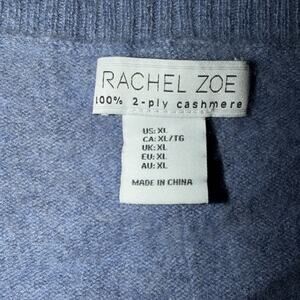 RACHEL ZOE
100% 2-ply cashmere
US: XL
CA: XL/TG
UK: XL
EU: XL
AU: XL
MADE IN CHINA